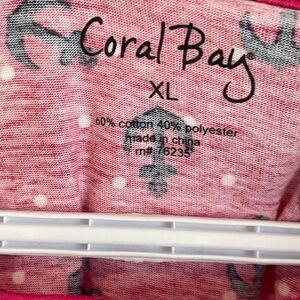 Coral Bay
XL
60% cotton 40% polyester
made in china
rn# 76235